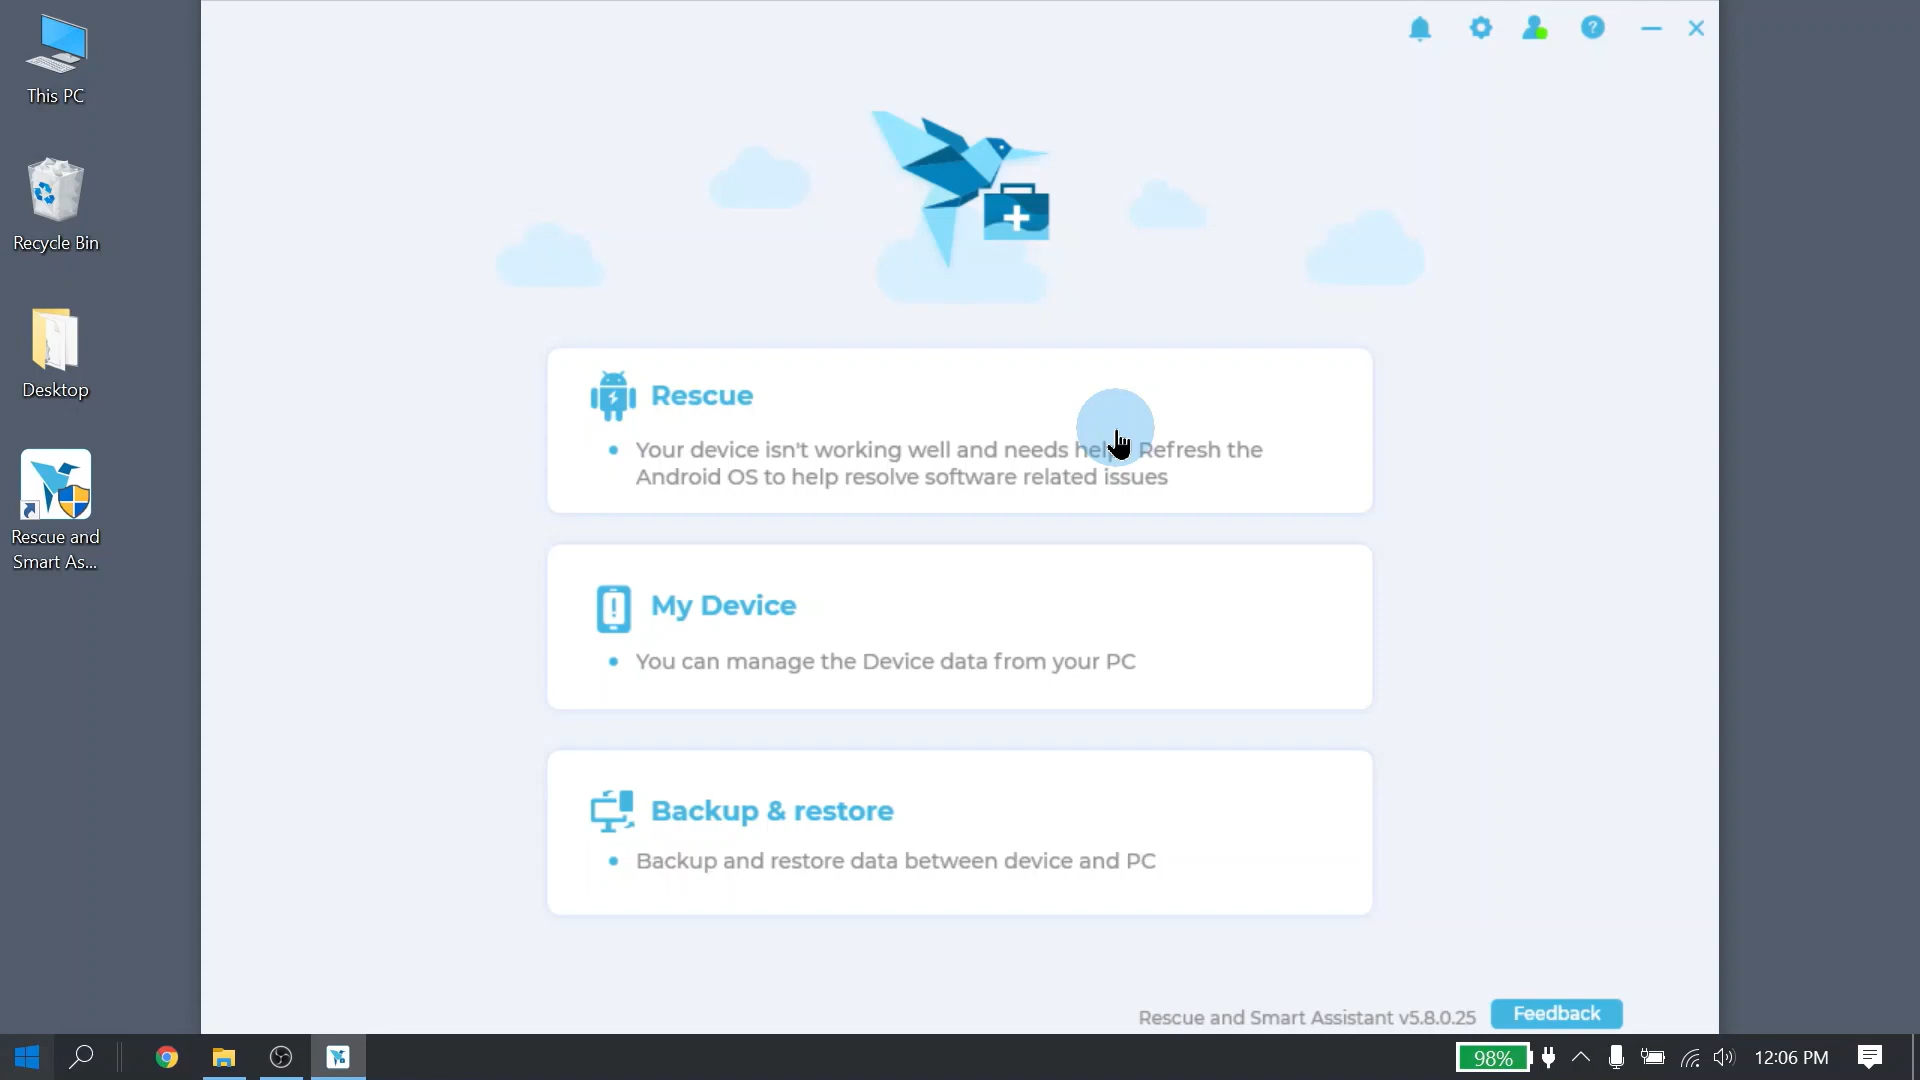 This PC
Recycle Bin
Desktop
Rescue and
Smart As...
Rescue
Your device isn't working well and needs Refresh the
Android OS to help resolve software related issues
My Device
You can manage the Device data from your PC
Backup & restore
Backup and restore data between device and PC
Rescue and Smart Assistant v5.8.0.25
Feedback
98%
12:06 PM